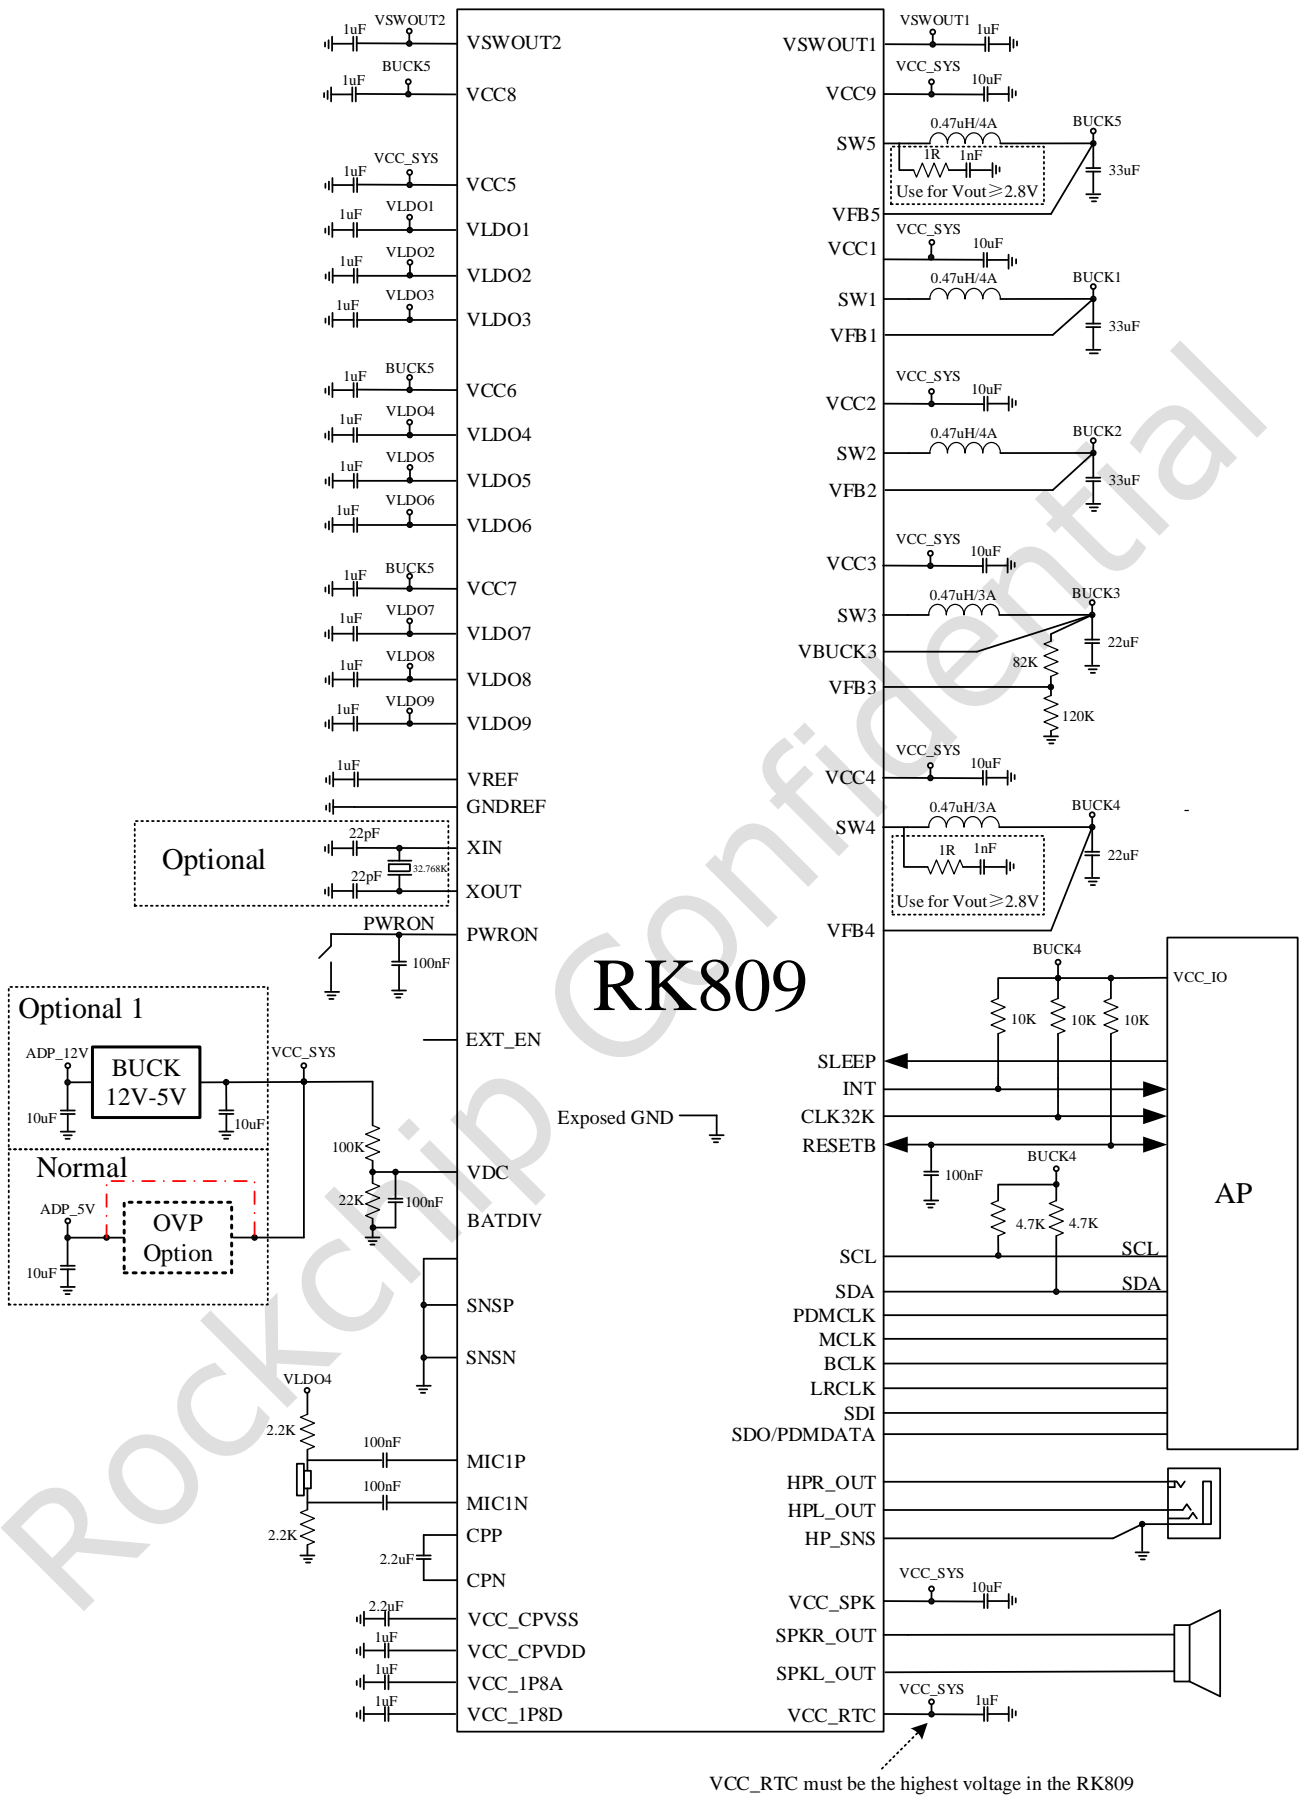 VSWOUT2
1uF
VSWOUT2
BUCK5
1uF
VCC8
VCC_SYS
1uF
VCC5
VLDO1
1uF
VLDO1
VLDO2
1uF
VLDO2
VLDO3
1uF
VLDO3
BUCK5
1uF
VCC6
VLDO4
1uF
VLDO4
VLDO5
1uF
VLDO5
VLDO6
1uF
VLDO6
BUCK5
1uF
VCC7
VLDO7
1uF
VLDO7
VLDO8
1uF
VLDO8
VLDO9
1uF
VLDO9
1uF
VREF
GNDREF
Optional
22pF
XIN
32.768K
22pF
XOUT
PWRON
PWRON
100nF
Optional 1
ADP_12V
BUCK
12V-5V
VCC_SYS
10uF
10uF
EXT_EN
100K
VDC
22K
100nF
BATDIV
Normal
ADP_5V
OVP
Option
10uF
SNSP
SNSN
VLDO4
2.2K
100nF
MIC1P
100nF
MIC1N
2.2K
CPP
2.2uF
CPN
2.2uF
VCC_CPVSS
1uF
VCC_CPVDD
1uF
VCC_1P8A
1uF
VCC_1P8D
RK809
Exposed GND
VSWOUT1
VSWOUT1
1uF
VCC_SYS
VCC9
10uF
0.47uH/4A
BUCK5
SW5
1R
1nF
33uF
Use for Vout≥2.8V
VFB5
VCC_SYS
VCC1
10uF
0.47uH/4A
BUCK1
SW1
33uF
VFB1
VCC_SYS
VCC2
10uF
0.47uH/4A
BUCK2
SW2
33uF
VFB2
VCC_SYS
VCC3
10uF
0.47uH/3A
BUCK3
SW3
22uF
VBUCK3
82K
VFB3
120K
VCC_SYS
VCC4
10uF
0.47uH/3A
BUCK4
-
SW4
1R
1nF
22uF
Use for Vout≥2.8V
VFB4
BUCK4
VCC_IO
10K
10K
10K
SLEEP
INT
CLK32K
RESETB
100nF
BUCK4
AP
4.7K
4.7K
SCL
SCL
SDA
SDA
PDMCLK
MCLK
BCLK
LRCLK
SDI
SDO/PDMDATA
HPR_OUT
HPL_OUT
HP_SNS
VCC_SYS
VCC_SPK
10uF
SPKR_OUT
SPKL_OUT
VCC_SYS
VCC_RTC
1uF
VCC_RTC must be the highest voltage in the RK809
Rockchip Confidential